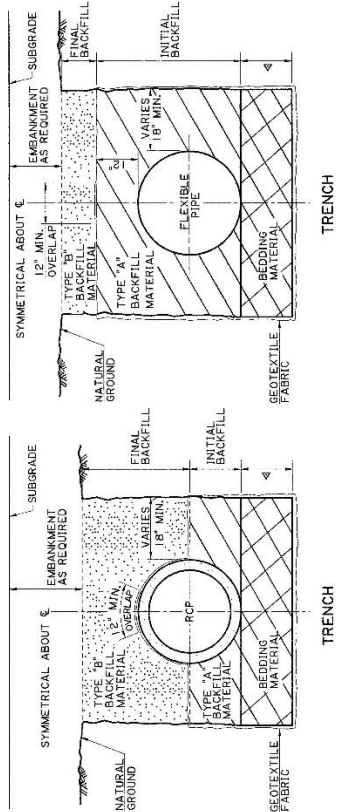 SUBGRADE
SYMMETRICAL ABOUT ℄
EMBANKMENT
AS REQUIRED
NATURAL
GROUND
TYPE "B"
BACKFILL
MATERIAL
12" MIN.
OVERLAP
FINAL
BACKFILL
VARIES
18" MIN.
RCP
TYPE "A"
BACKFILL
MATERIAL
INITIAL
BACKFILL
BEDDING
MATERIAL
GEOTEXTILE
FABRIC
TRENCH
SUBGRADE
SYMMETRICAL ABOUT ℄
EMBANKMENT
AS REQUIRED
12" MIN.
OVERLAP
NATURAL
GROUND
TYPE "B"
BACKFILL
MATERIAL
FINAL
BACKFILL
TYPE "A"
BACKFILL
MATERIAL
12"
VARIES
18" MIN.
FLEXIBLE
PIPE
INITIAL
BACKFILL
BEDDING
MATERIAL
GEOTEXTILE
FABRIC
TRENCH